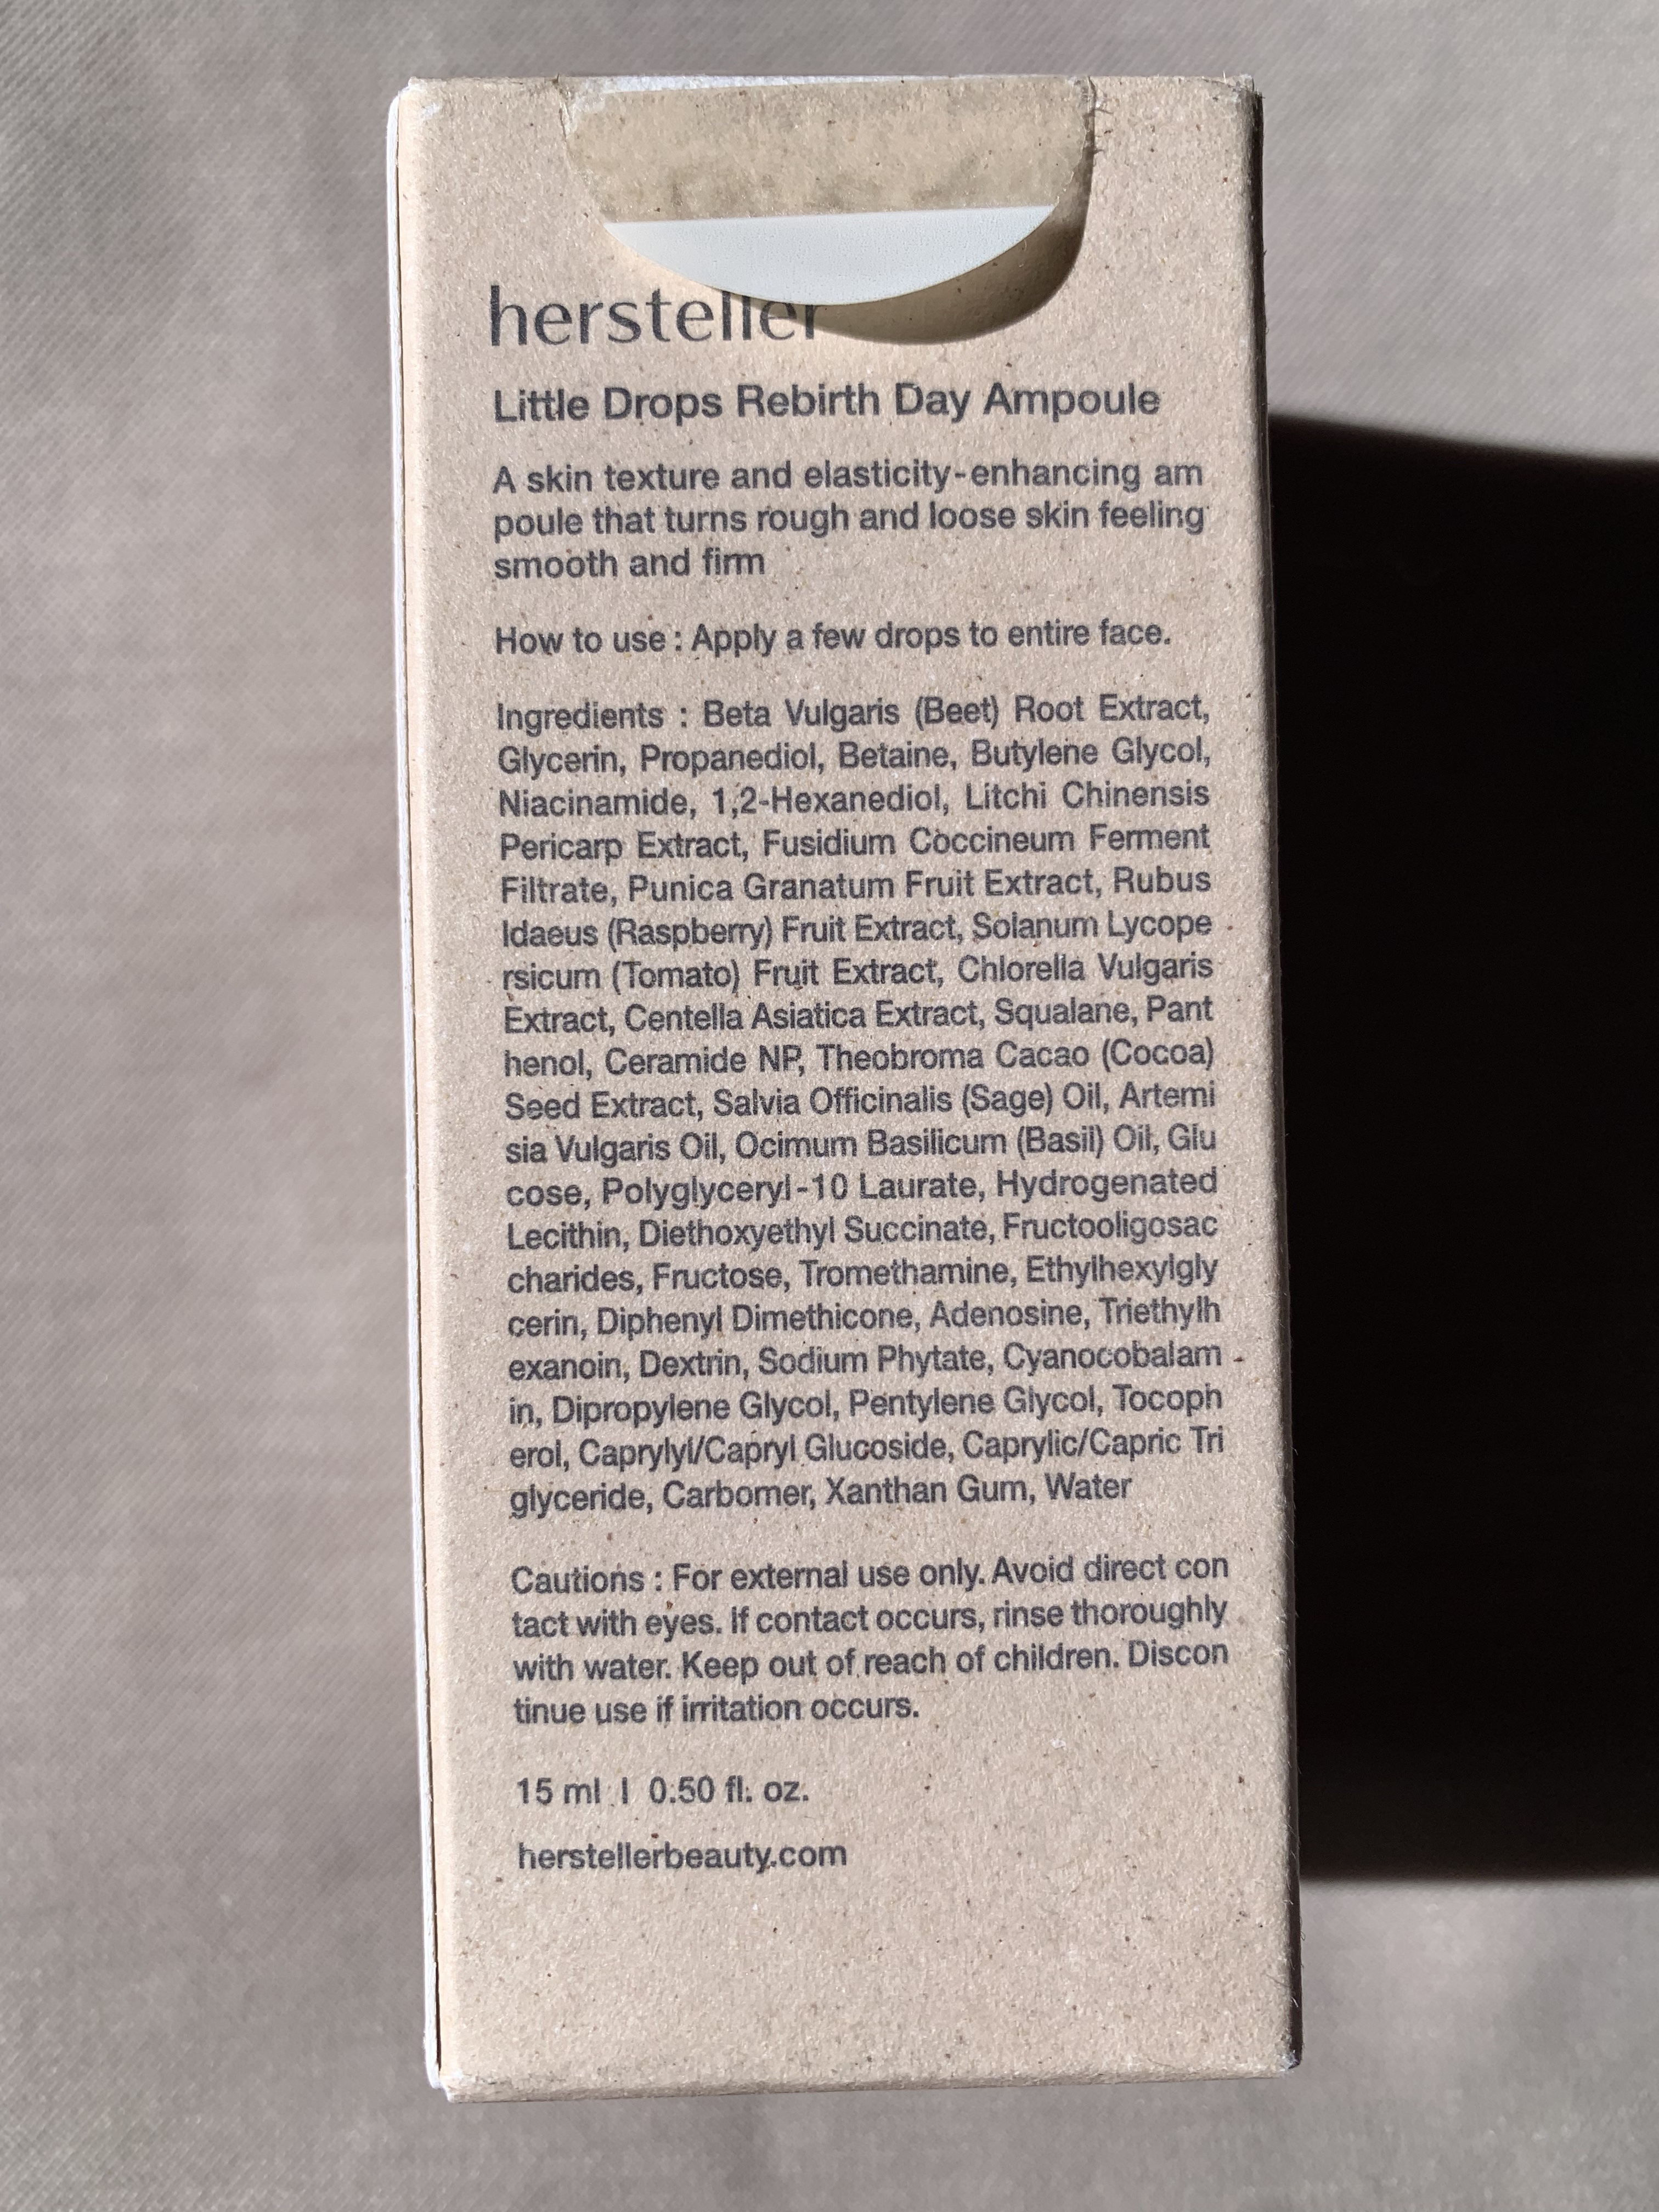 hersteller
Little Drops Rebirth Day Ampoule
A skin texture and elasticity-enhancing am
poule that turns rough and loose skin feeling
smooth and firm
How to use : Apply a few drops to entire face.
Ingredients : Beta Vulgaris (Beet) Root Extract,
Glycerin, Propanediol, Betaine, Butylene Glycol,
Niacinamide, 1,2-Hexanediol, Litchi Chinensis
Pericarp Extract, Fusidium Coccineum Ferment
Filtrate, Punica Granatum Fruit Extract, Rubus
Idaeus (Raspberry) Fruit Extract, Solanum Lycope
rsicum (Tomato) Fruit Extract, Chlorella Vulgaris
Extract, Centella Asiatica Extract, Squalane, Pant
henol, Ceramide NP, Theobroma Cacao (Cocoa)
Seed Extract, Salvia Officinalis (Sage) Oil, Artemi
sia Vulgaris Oil, Ocimum Basilicum (Basil) Oil, Glu
cose, Polyglyceryl-10 Laurate, Hydrogenated
Lecithin, Diethoxyethyl Succinate, Fructooligosac
charides, Fructose, Tromethamine, Ethylhexylgly
cerin, Diphenyl Dimethicone, Adenosine, Triethylh
exanoin, Dextrin, Sodium Phytate, Cyanocobalam
in, Dipropylene Glycol, Pentylene Glycol, Tocoph
erol, Caprylyl/Capryl Glucoside, Caprylic/Capric Tri
glyceride, Carbomer, Xanthan Gum, Water
Cautions : For external use only. Avoid direct con
tact with eyes. If contact occurs, rinse thoroughly
with water. Keep out of reach of children. Discon
tinue use if irritation occurs.
15 ml | 0.50 fl. oz.
herstellerbeauty.com